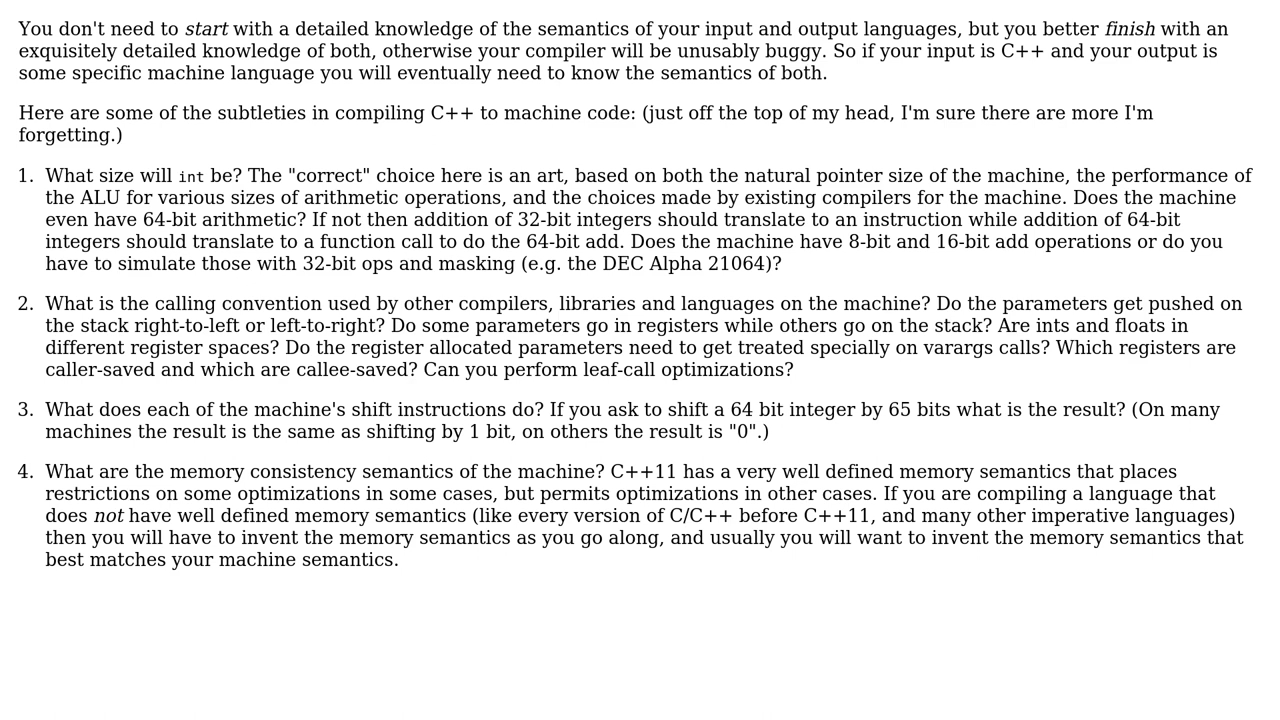 You don't need to start with a detailed knowledge of the semantics of your input and output languages, but you better finish with an
exquisitely detailed knowledge of both, otherwise your compiler will be unusably buggy. So if your input is C++ and your output is
some specific machine language you will eventually need to know the semantics of both.
Here are some of the subtleties in compiling C++ to machine code: (just off the top of my head, I'm sure there are more I'm
forgetting.)
1. What size will int be? The "correct" choice here is an art, based on both the natural pointer size of the machine, the performance of
the ALU for various sizes of arithmetic operations, and the choices made by existing compilers for the machine. Does the machine
even have 64-bit arithmetic? If not then addition of 32-bit integers should translate to an instruction while addition of 64-bit
integers should translate to a function call to do the 64-bit add. Does the machine have 8-bit and 16-bit add operations or do you
have to simulate those with 32-bit ops and masking (e.g. the DEC Alpha 21064)?
2. What is the calling convention used by other compilers, libraries and languages on the machine? Do the parameters get pushed on
the stack right-to-left or left-to-right? Do some parameters go in registers while others go on the stack? Are ints and floats in
different register spaces? Do the register allocated parameters need to get treated specially on varargs calls? Which registers are
caller-saved and which are callee-saved? Can you perform leaf-call optimizations?
3. What does each of the machine's shift instructions do? If you ask to shift a 64 bit integer by 65 bits what is the result? (On many
machines the result is the same as shifting by 1 bit, on others the result is "0".)
4. What are the memory consistency semantics of the machine? C++11 has a very well defined memory semantics that places
restrictions on some optimizations in some cases, but permits optimizations in other cases. If you are compiling a language that
does not have well defined memory semantics (like every version of C/C++ before C++11, and many other imperative languages)
then you will have to invent the memory semantics as you go along, and usually you will want to invent the memory semantics that
best matches your machine semantics.